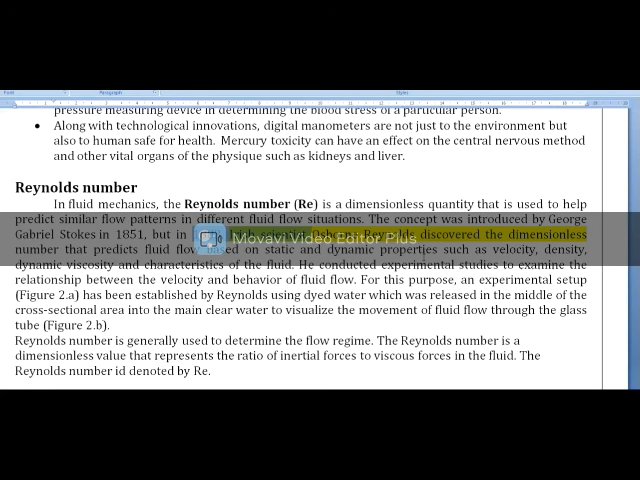 Font Paragraph Styles
pressure measuring device in determining the blood stress of a particular person.
• Along with technological innovations, digital manometers are not just to the environment but
also to human safe for health. Mercury toxicity can have an effect on the central nervous method
and other vital organs of the physique such as kidneys and liver.
Reynolds number
In fluid mechanics, the Reynolds number (Re) is a dimensionless quantity that is used to help
predict similar flow patterns in different fluid flow situations. The concept was introduced by George
Gabriel Stokes in 1851, but in scientist Osborne Reynolds discovered the dimensionless
Movavi Video Editor Plus
number that predicts fluid flow based on static and dynamic properties such as velocity, density,
dynamic viscosity and characteristics of the fluid. He conducted experimental studies to examine the
relationship between the velocity and behavior of fluid flow. For this purpose, an experimental setup
(Figure 2.a) has been established by Reynolds using dyed water which was released in the middle of the
cross-sectional area into the main clear water to visualize the movement of fluid flow through the glass
tube (Figure 2.b).
Reynolds number is generally used to determine the flow regime. The Reynolds number is a
dimensionless value that represents the ratio of inertial forces to viscous forces in the fluid. The
Reynolds number id denoted by Re.